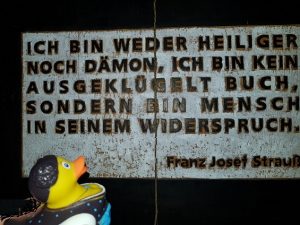 ICH BIN WEDER HEILIGER
NOCH DÄMON, ICH BIN KEIN
AUSGEKLÜGELT BUCH,
SONDERN BIN MENSCH
IN SEINEM WIDERSPRUCH.
Franz Josef Strauß